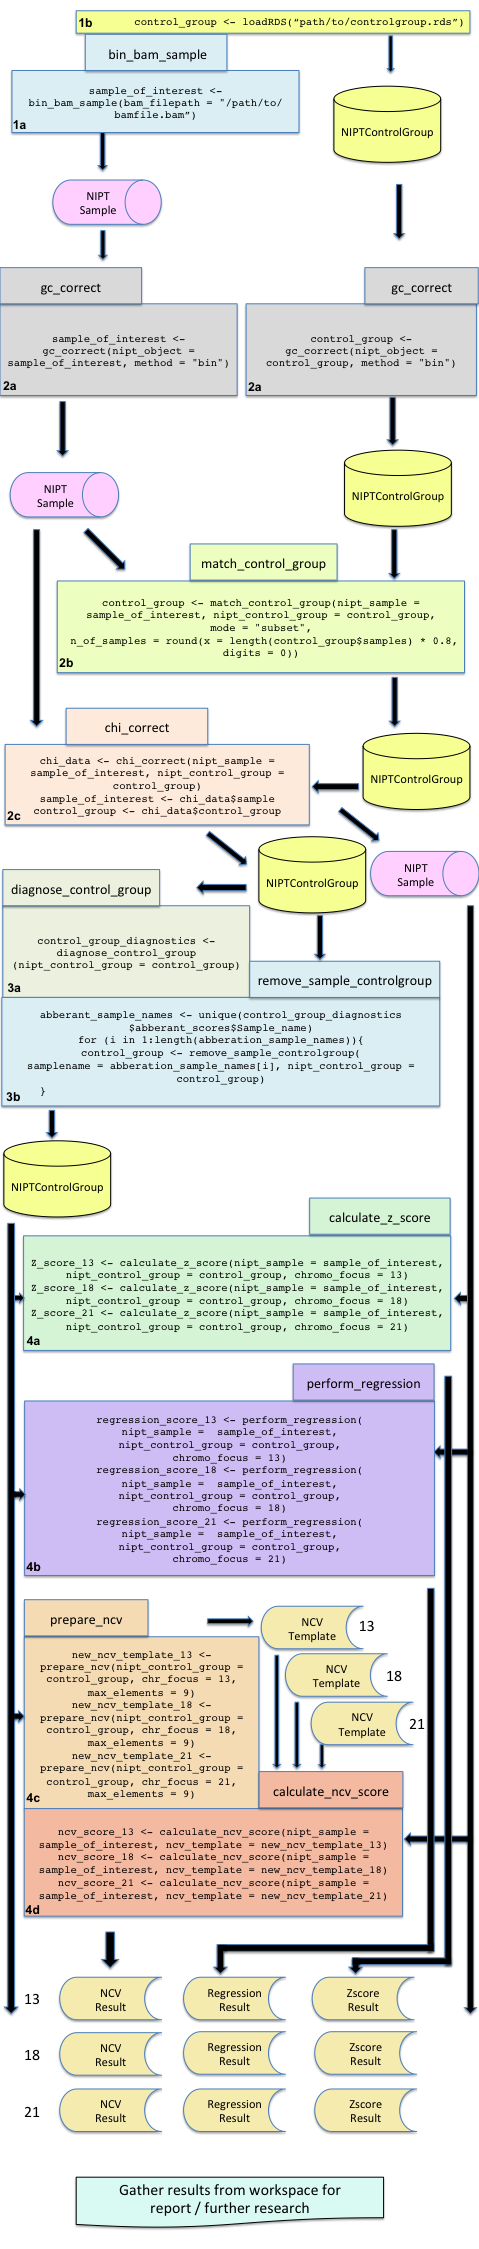 1b control_group <- loadRDS(“path/to/controlgroup.rds”)
bin_bam_sample
sample_of_interest <-
bin_bam_sample(bam_filepath = "/path/to/
bamfile.bam”)
1a
NIPTControlGroup
NIPT
Sample
gc_correct
sample_of_interest <-
gc_correct(nipt_object =
sample_of_interest, method = "bin")
2a
gc_correct
control_group <-
gc_correct(nipt_object =
control_group, method = "bin")
2a
NIPT
Sample
NIPTControlGroup
match_control_group
control_group <- match_control_group(nipt_sample =
sample_of_interest, nipt_control_group = control_group,
mode = "subset",
n_of_samples = round(x = length(control_group$samples) * 0.8,
digits = 0))
2b
chi_correct
chi_data <- chi_correct(nipt_sample =
sample_of_interest, nipt_control_group =
control_group)
sample_of_interest <- chi_data$sample
control_group <- chi_data$control_group
2c
NIPTControlGroup
NIPTControlGroup
NIPT
Sample
diagnose_control_group
control_group_diagnostics <-
diagnose_control_group
(nipt_control_group = control_group)
3a
remove_sample_controlgroup
abberant_sample_names <- unique(control_group_diagnostics
$abberant_scores$Sample_name)
for (i in 1:length(abberation_sample_names)){
control_group <- remove_sample_controlgroup(
samplename = abberation_sample_names[i], nipt_control_group =
control_group)
}
3b
NIPTControlGroup
calculate_z_score
Z_score_13 <- calculate_z_score(nipt_sample = sample_of_interest,
nipt_control_group = control_group, chromo_focus = 13)
Z_score_18 <- calculate_z_score(nipt_sample = sample_of_interest,
nipt_control_group = control_group, chromo_focus = 18)
Z_score_21 <- calculate_z_score(nipt_sample = sample_of_interest,
nipt_control_group = control_group, chromo_focus = 21)
4a
perform_regression
regression_score_13 <- perform_regression(
nipt_sample = sample_of_interest,
nipt_control_group = control_group,
chromo_focus = 13)
regression_score_18 <- perform_regression(
nipt_sample = sample_of_interest,
nipt_control_group = control_group,
chromo_focus = 18)
regression_score_21 <- perform_regression(
nipt_sample = sample_of_interest,
nipt_control_group = control_group,
chromo_focus = 21)
4b
prepare_ncv
new_ncv_template_13 <-
prepare_ncv(nipt_control_group =
control_group, chr_focus = 13,
max_elements = 9)
new_ncv_template_18 <-
prepare_ncv(nipt_control_group =
control_group, chr_focus = 18,
max_elements = 9)
new_ncv_template_21 <-
prepare_ncv(nipt_control_group =
control_group, chr_focus = 21,
max_elements = 9)
4c
NCV
Template
13
NCV
Template
18
NCV
Template
21
calculate_ncv_score
ncv_score_13 <- calculate_ncv_score(nipt_sample =
sample_of_interest, ncv_template = new_ncv_template_13)
ncv_score_18 <- calculate_ncv_score(nipt_sample =
sample_of_interest, ncv_template = new_ncv_template_18)
ncv_score_21 <- calculate_ncv_score(nipt_sample =
sample_of_interest, ncv_template = new_ncv_template_21)
4d
13
NCV
Result
Regression
Result
Zscore
Result
18
NCV
Result
Regression
Result
Zscore
Result
21
NCV
Result
Regression
Result
Zscore
Result
Gather results from workspace for
report / further research